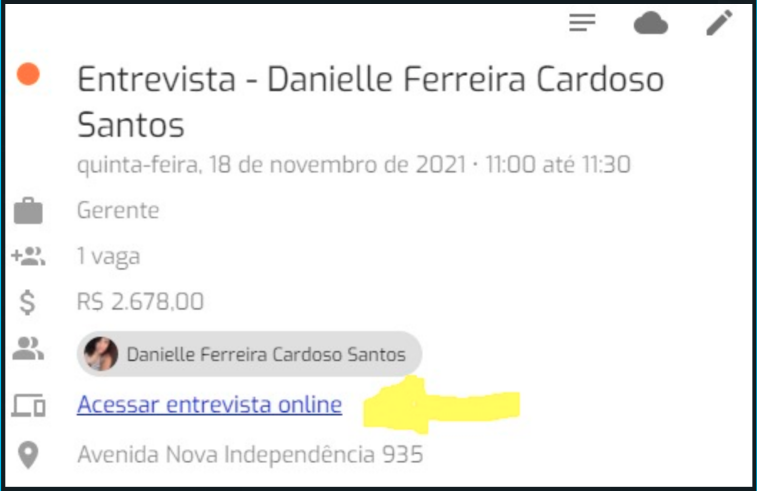 Entrevista - Danielle Ferreira Cardoso
Santos
quinta-feira, 18 de novembro de 2021 · 11:00 até 11:30
Gerente
1 vaga
R$ 2.678,00
Danielle Ferreira Cardoso Santos
Acessar entrevista online
Avenida Nova Independência 935